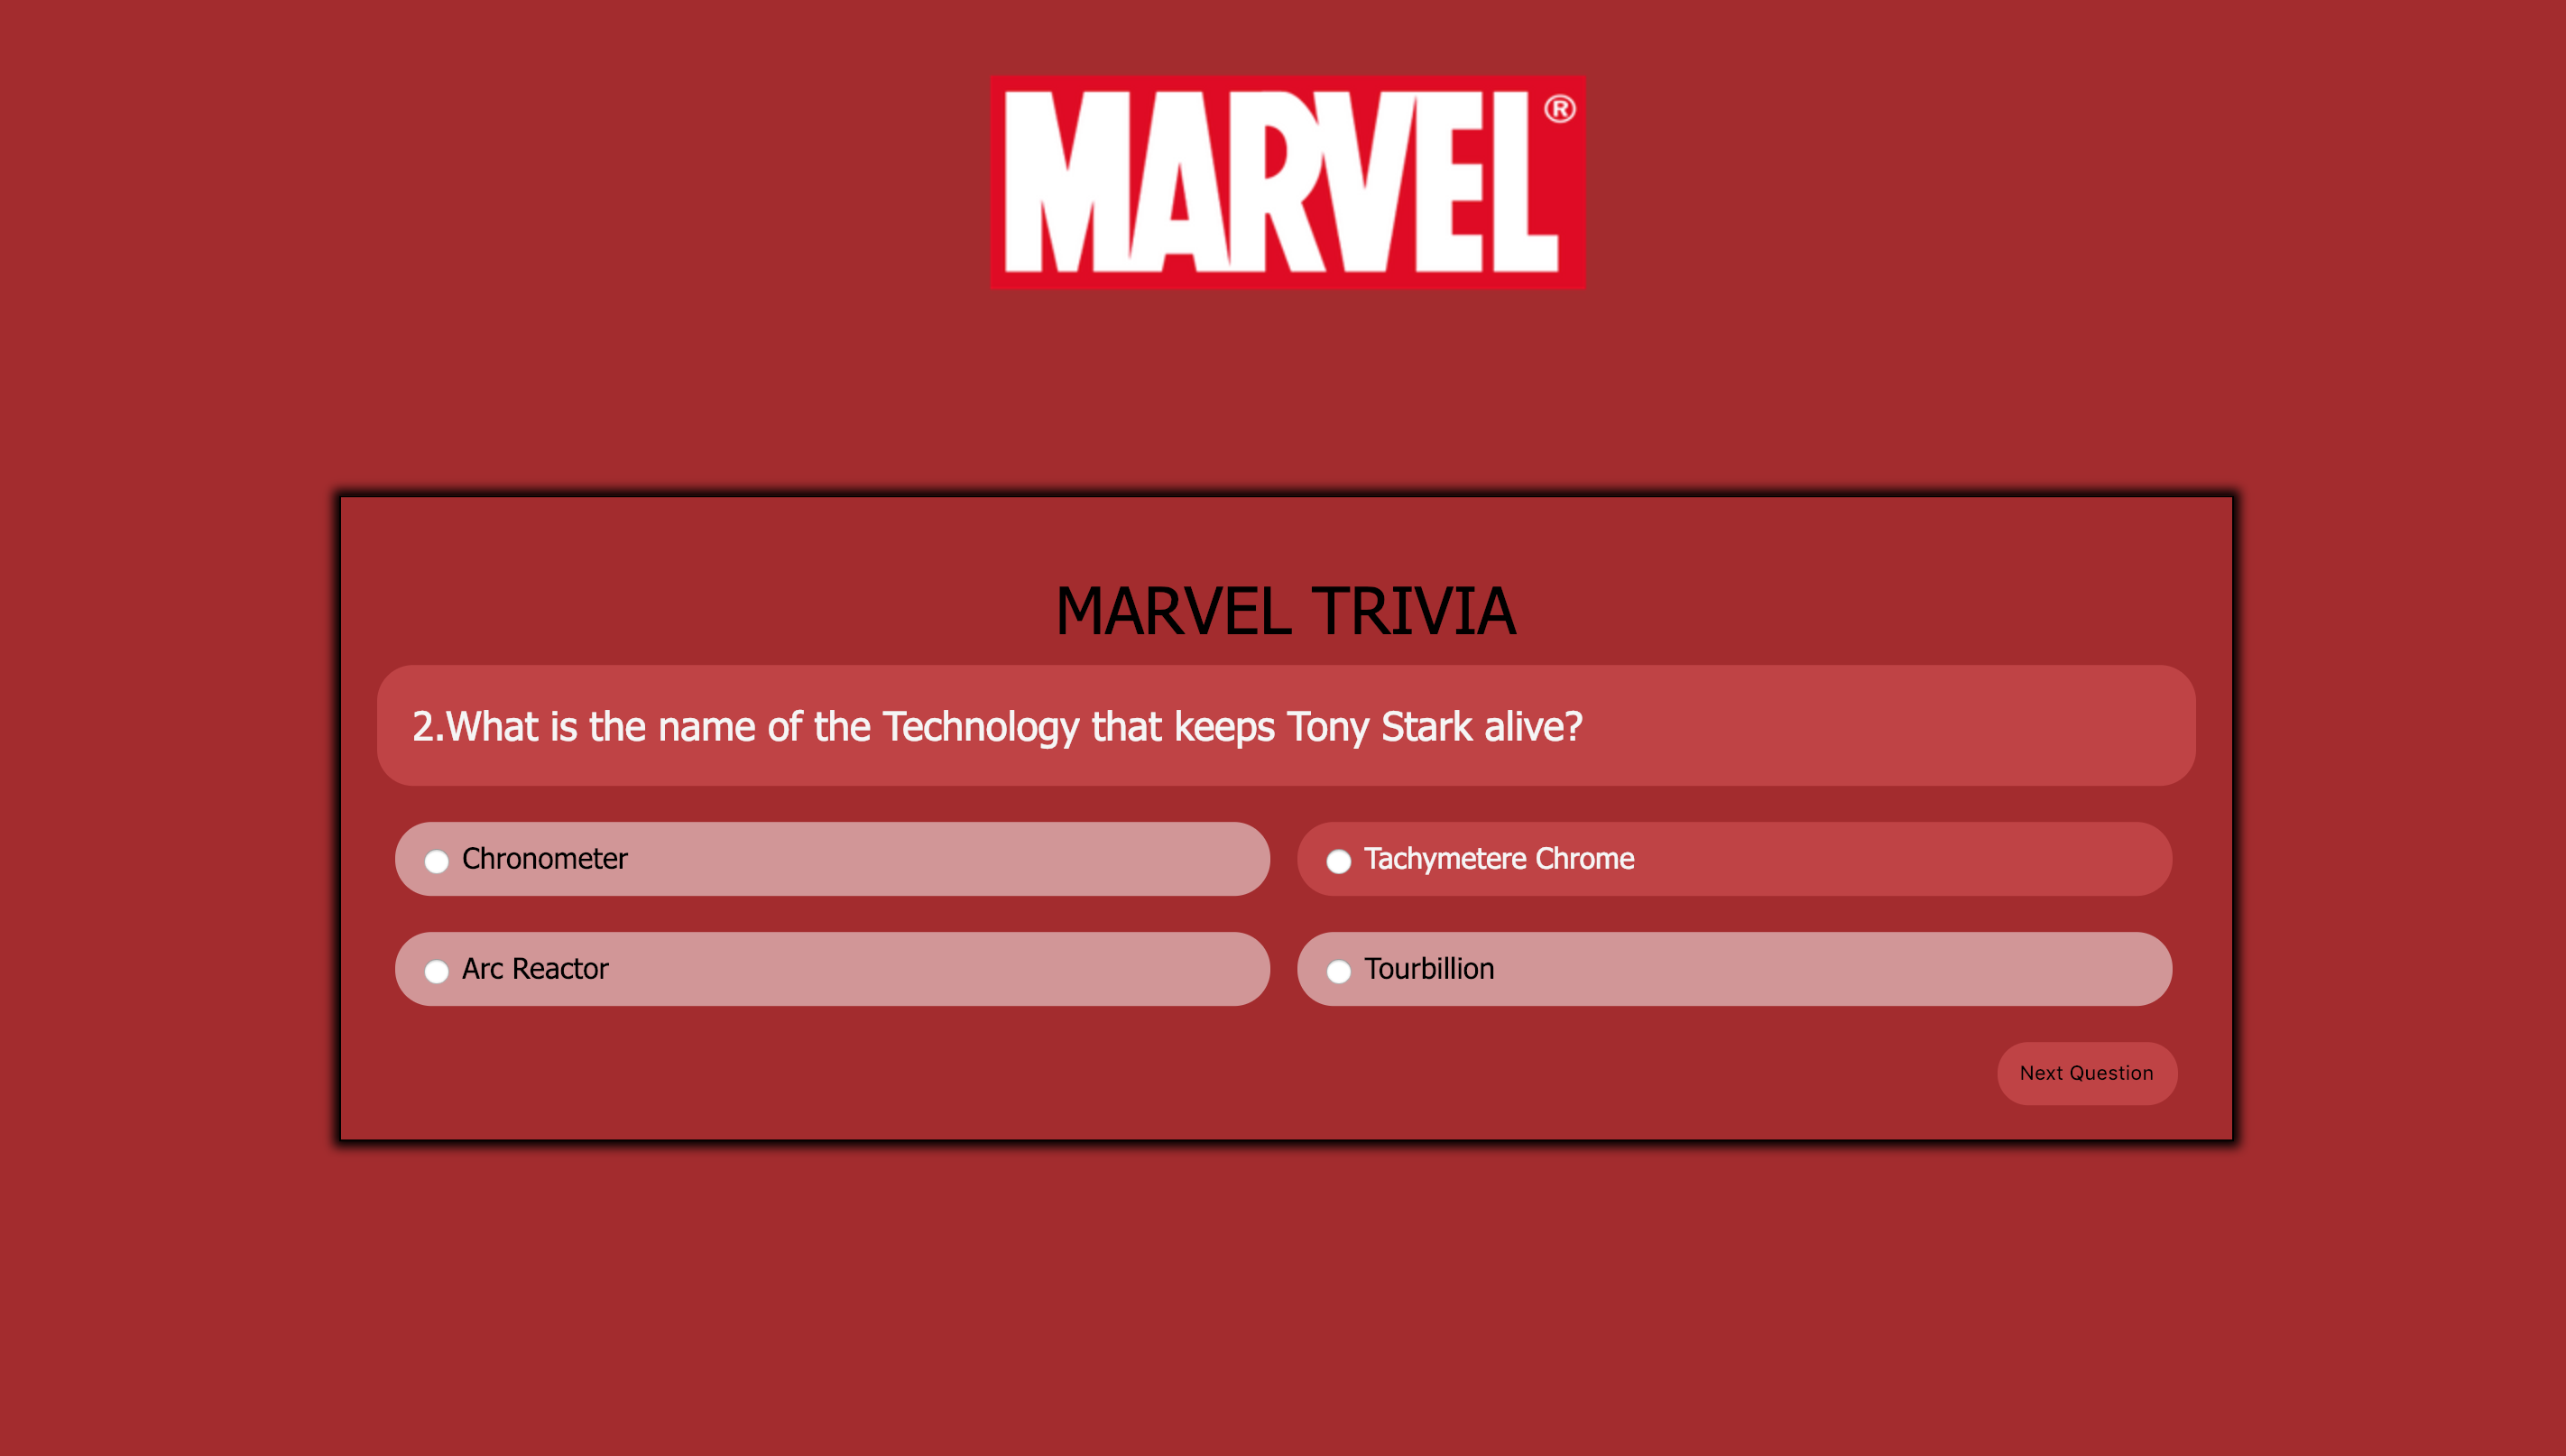 MARVEL®
MARVEL TRIVIA
2.What is the name of the Technology that keeps Tony Stark alive?
Chronometer
Tachymetere Chrome
Arc Reactor
Tourbillion
Next Question